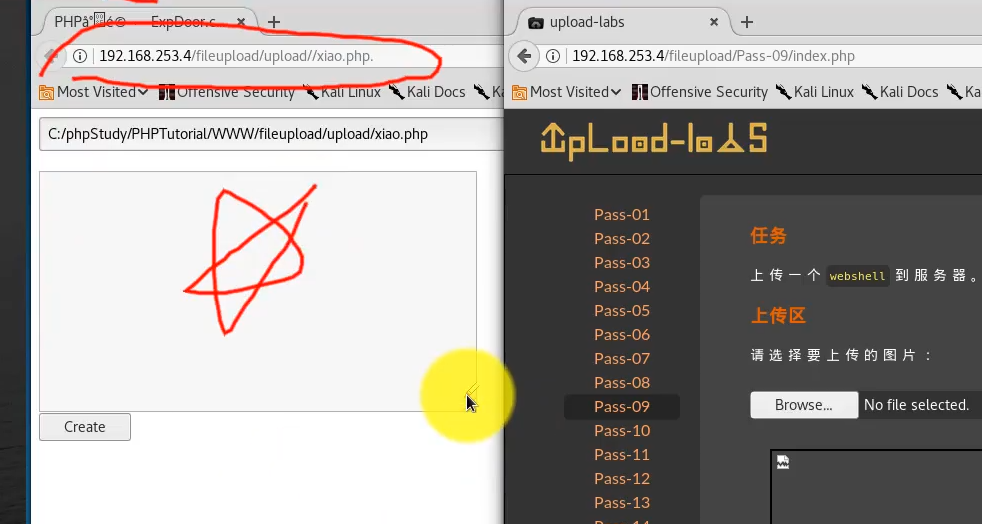 ExpDoor.c
192.168.253.4/fileupload/upload//xiao.php.
Most Visited
Offensive Security
Kali Linux
Kali Docs
Ka
C:/phpStudy/PHPTutorial/WWW/fileupload/upload/xiao.php
Create
upload-labs
192.168.253.4/fileupload/Pass-09/index.php
Most Visited
Offensive Security
Kali Linux
Kali Docs
Ka
UpLoad-labs
Pass-01
Pass-02
Pass-03
Pass-04
Pass-05
Pass-06
Pass-07
Pass-08
Pass-09
Pass-10
Pass-11
Pass-12
Pass-13
任务
上传一个 webshell 到服务器。
上传区
请选择要上传的图片：
Browse... No file selected.